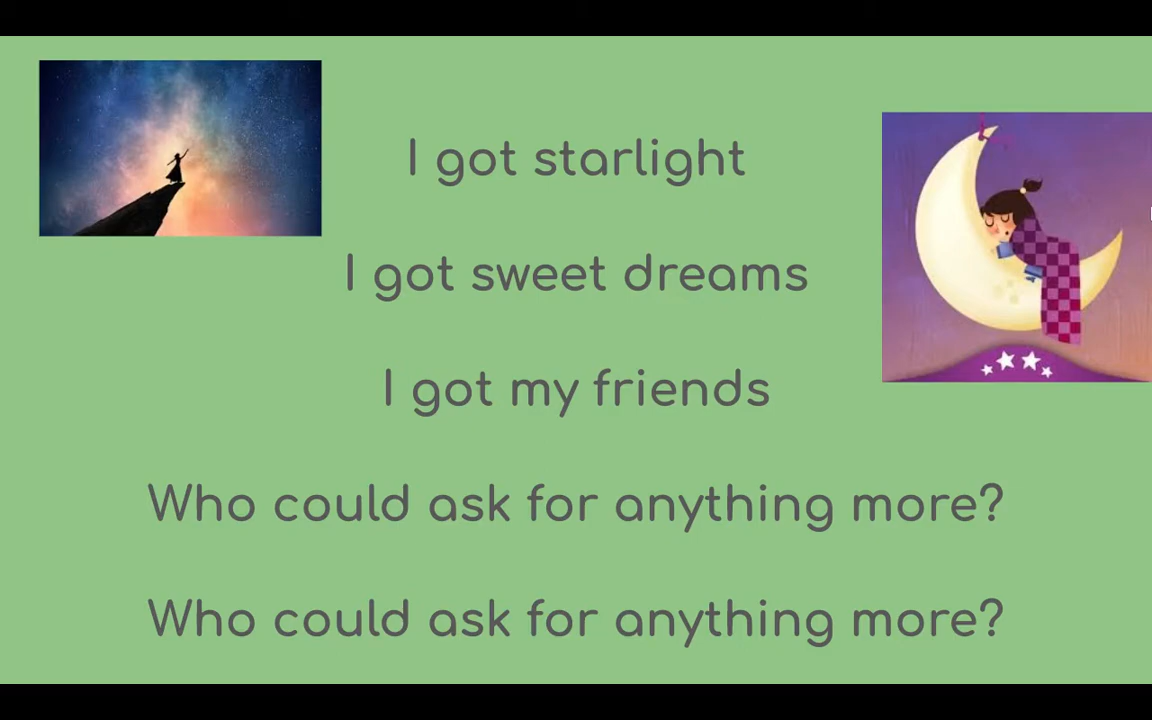 I got starlight
I got sweet dreams
I got my friends
Who could ask for anything more?
Who could ask for anything more?